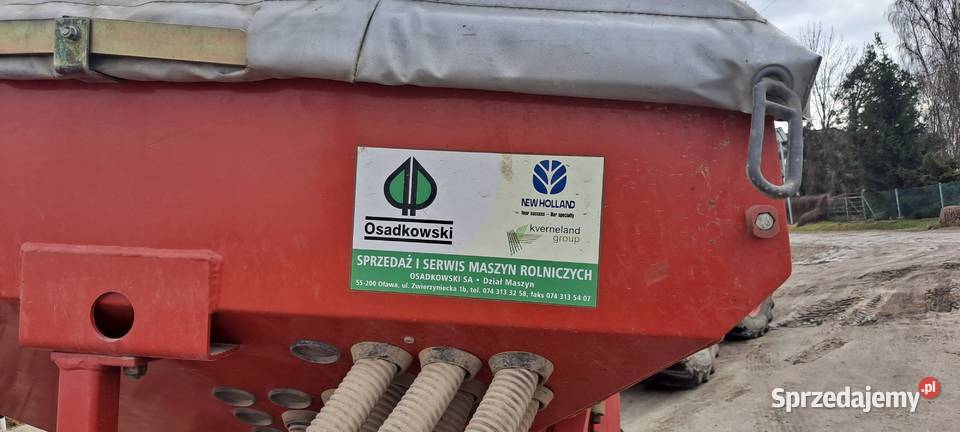 Osadkowski
NEW HOLLAND
Your success - Our specialty
kverneland
group
SPRZEDAŻ I SERWIS MASZYN ROLNICZYCH
OSADKOWSKI SA • Dział Maszyn
55-200 Oława, ul. Zwierzyniecka 1b, tel. 074 313 32 58, faks 074 313 54 07
Sprzedajemy.pl